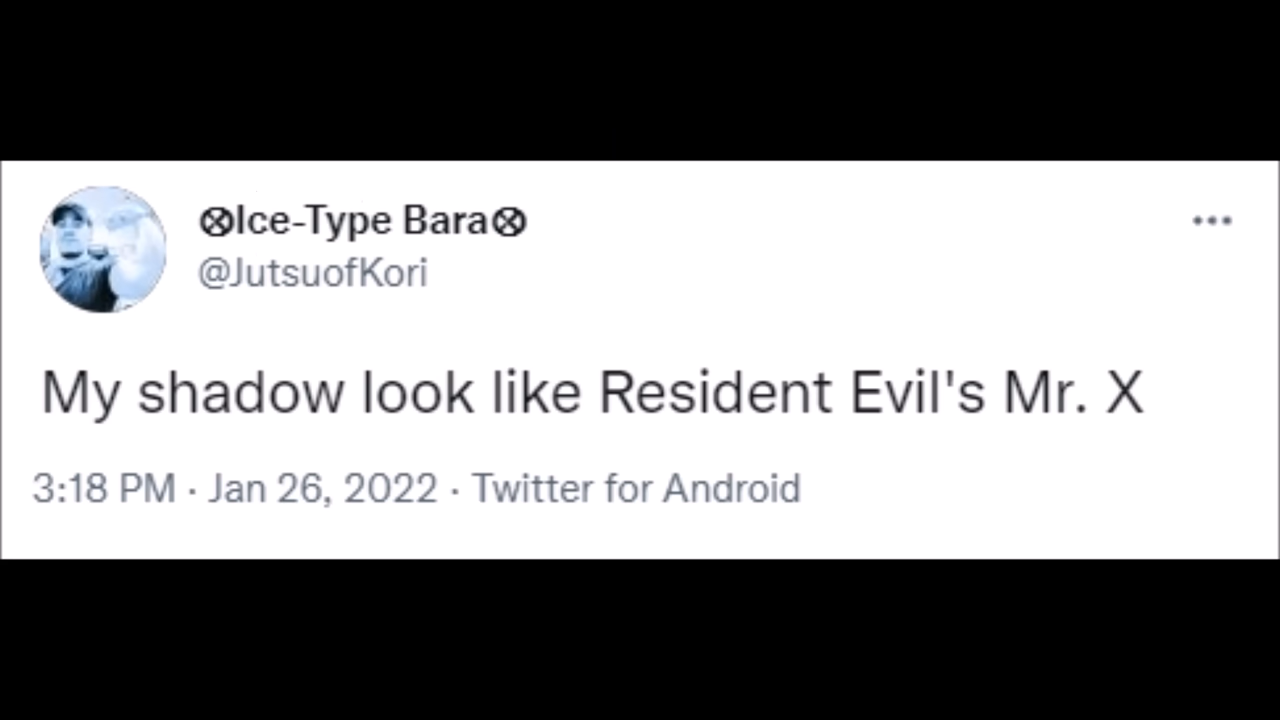 ⊗Ice-Type Bara⊗
@JutsuofKori
My shadow look like Resident Evil's Mr. X
3:18 PM · Jan 26, 2022 · Twitter for Android